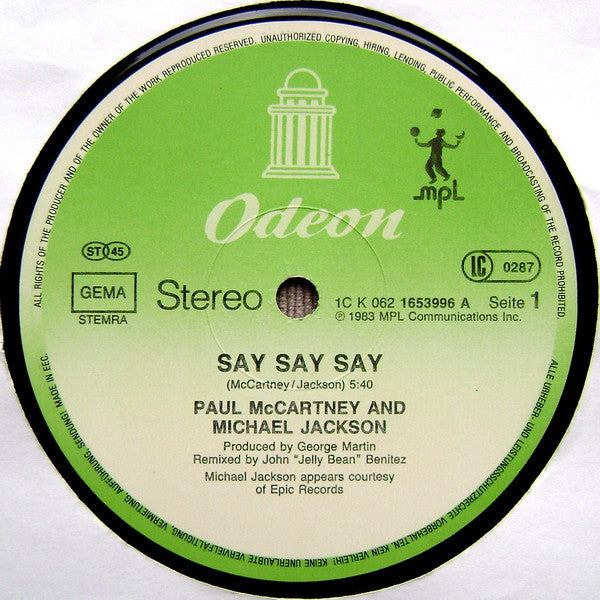 ALL RIGHTS OF THE PRODUCER AND OF THE OWNER OF THE WORK REPRODUCED RESERVED. UNAUTHORIZED COPYING, HIRING, LENDING, PUBLIC PERFORMANCE AND BROADCASTING OF THE RECORD PROHIBITED.
mpl
Odeon
ST 45
LC 0287
GEMA
STEMRA
Stereo
1C K 062 1653996 A Seite 1
℗ 1983 MPL Communications Inc.
SAY SAY SAY
(McCartney/Jackson) 5:40
PAUL McCARTNEY AND
MICHAEL JACKSON
Produced by George Martin
Remixed by John "Jelly Bean" Benitez
Michael Jackson appears courtesy
of Epic Records
ALLE URHEBER- UND LEISTUNGSSCHUTZRECHTE VORBEHALTEN. KEIN VERLEIH! KEINE UNERLAUBTE VERVIELFÄLTIGUNG, VERMIETUNG, AUFFÜHRUNG, SENDUNG! MADE IN EEC.